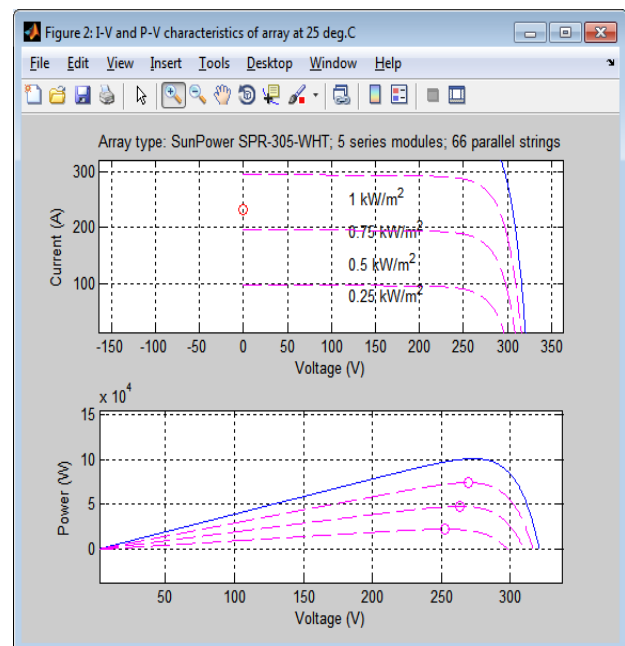 Figure 2: I-V and P-V characteristics of array at 25 deg.C
File Edit View Insert Tools Desktop Window Help
Array type: SunPower SPR-305-WHT; 5 series modules; 66 parallel strings
300
200
100
Current (A)
1 kW/m²
0.75 kW/m²
0.5 kW/m²
0.25 kW/m²
-150 -100 -50 0 50 100 150 200 250 300 350
Voltage (V)
x 10⁴
15
10
5
0
Power (W)
50 100 150 200 250 300
Voltage (V)